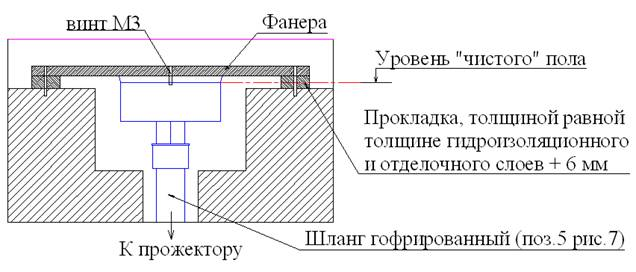 винт М3
Фанера
Уровень "чистого" пола
Прокладка, толщиной равной
толщине гидроизоляционного
и отделочного слоев + 6 мм
К прожектору
Шланг гофрированный (поз.5 рис.7)